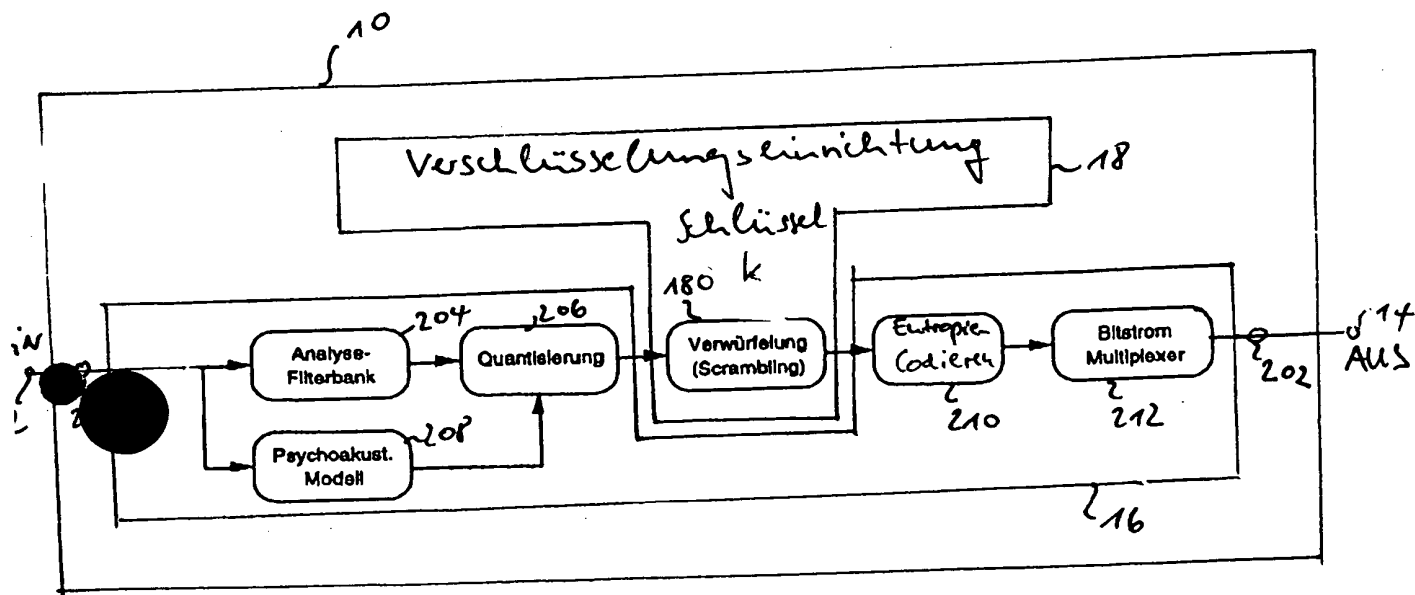 10
Verschlüsselungseinrichtung
18
Schlüssel
k
180
204
206
iN
Analyse-
Filterbank
Quantisierung
Verwürfelung
(Scrambling)
Entropien
Codieren
Bitstrom
Multiplexer
14
AUS
202
210
212
208
Psychoakust.
Modell
16